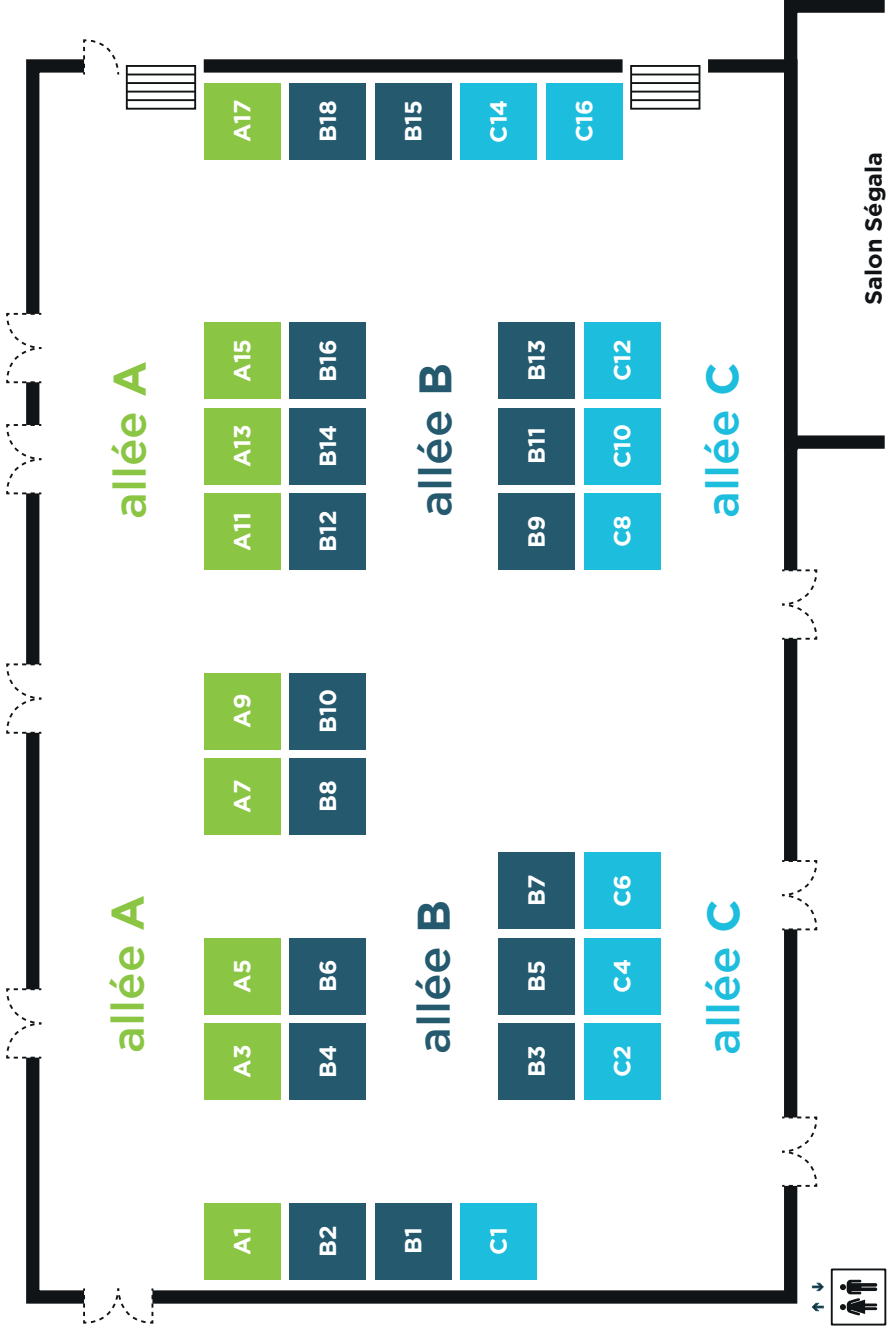 A17
B18
B15
C14
C16
Salon Ségala
allée A
A15
B16
allée B
B13
C12
allée C
A13
B14
B11
C10
A11
B12
B9
C8
A9
B10
A7
B8
B7
C6
allée A
A5
B6
allée B
B5
C4
allée C
A3
B4
B3
C2
A1
B2
B1
C1